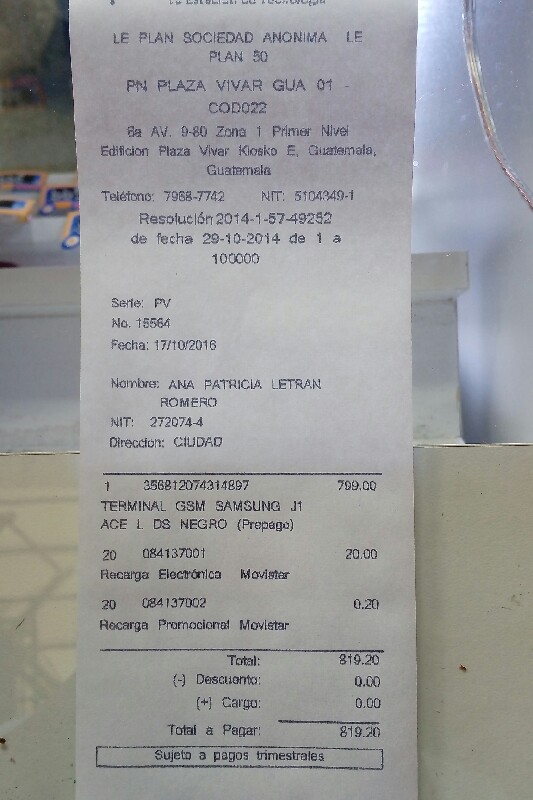 LE PLAN SOCIEDAD ANONIMA LE
PLAN 50
PN PLAZA VIVAR GUA 01 -
COD022
6a AV. 9-80 Zona 1 Primer Nivel
Edificion Plaza Vivar Kiosko E, Guatemala,
Guatemala
Teléfono: 7968-7742 NIT: 5104349-1
Resolución 2014-1-57-49252
de fecha 29-10-2014 de 1 a
100000
Serie: PV
No. 15564
Fecha: 17/10/2016
Nombre: ANA PATRICIA LETRAN
ROMERO
NIT: 272074-4
Direccion: CIUDAD
1 356812074314897 799.00
TERMINAL GSM SAMSUNG J1
ACE L DS NEGRO (Prepago)
20 084137001 20.00
Recarga Electrónica Movistar
20 084137002 0.20
Recarga Promocional Movistar
Total: 819.20
(-) Descuento: 0.00
(+) Cargo: 0.00
Total a Pagar: 819.20
Sujeto a pagos trimestrales